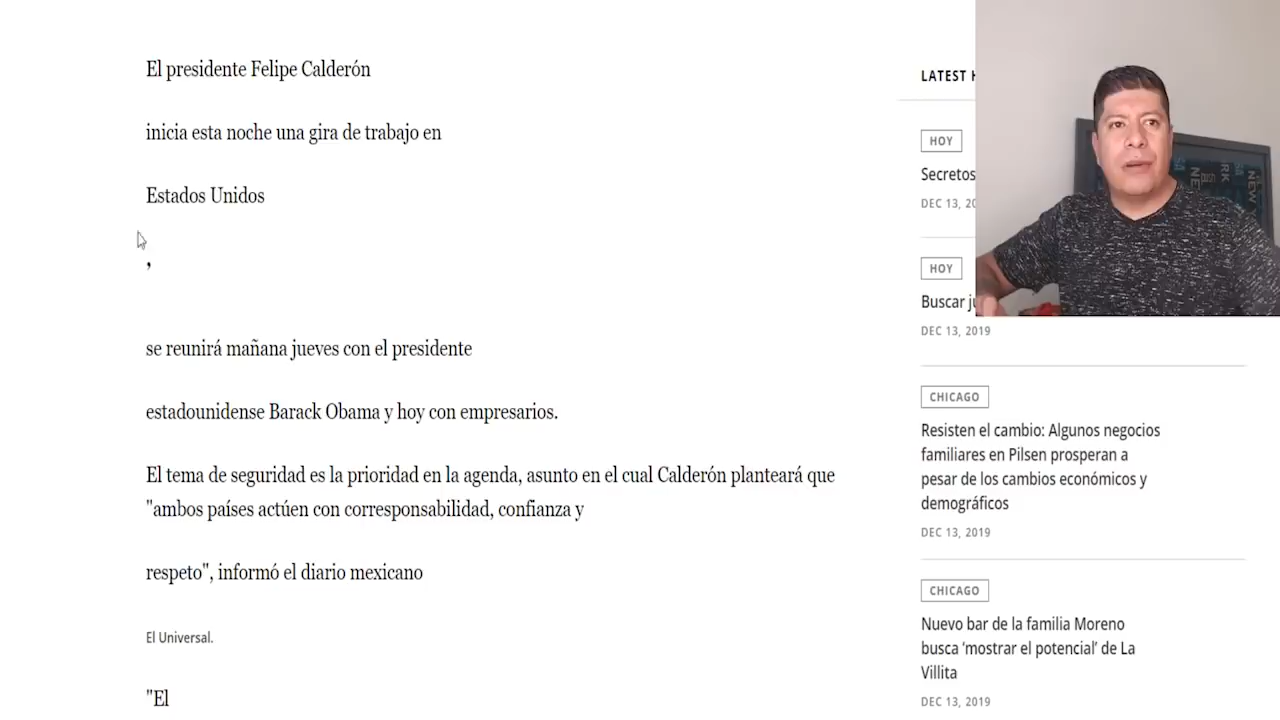 El presidente Felipe Calderón
inicia esta noche una gira de trabajo en
Estados Unidos
,
se reunirá mañana jueves con el presidente
estadounidense Barack Obama y hoy con empresarios.
El tema de seguridad es la prioridad en la agenda, asunto en el cual Calderón planteará que
"ambos países actúen con corresponsabilidad, confianza y
respeto", informó el diario mexicano
El Universal.
"El
LATEST
HOY
Secretos
DEC 13, 20
HOY
Buscar
DEC 13, 2019
CHICAGO
Resisten el cambio: Algunos negocios
familiares en Pilsen prosperan a
pesar de los cambios económicos y
demográficos
DEC 13, 2019
CHICAGO
Nuevo bar de la familia Moreno
busca ‘mostrar el potencial’ de La
Villita
DEC 13, 2019
NEW